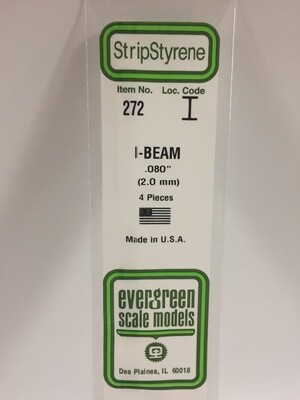 StripStyrene
Item No. Loc. Code
272 I
I-BEAM
.080"
(2.0 mm)
4 Pieces
Made in U.S.A.
evergreen
scale models
Des Plaines, IL 60018